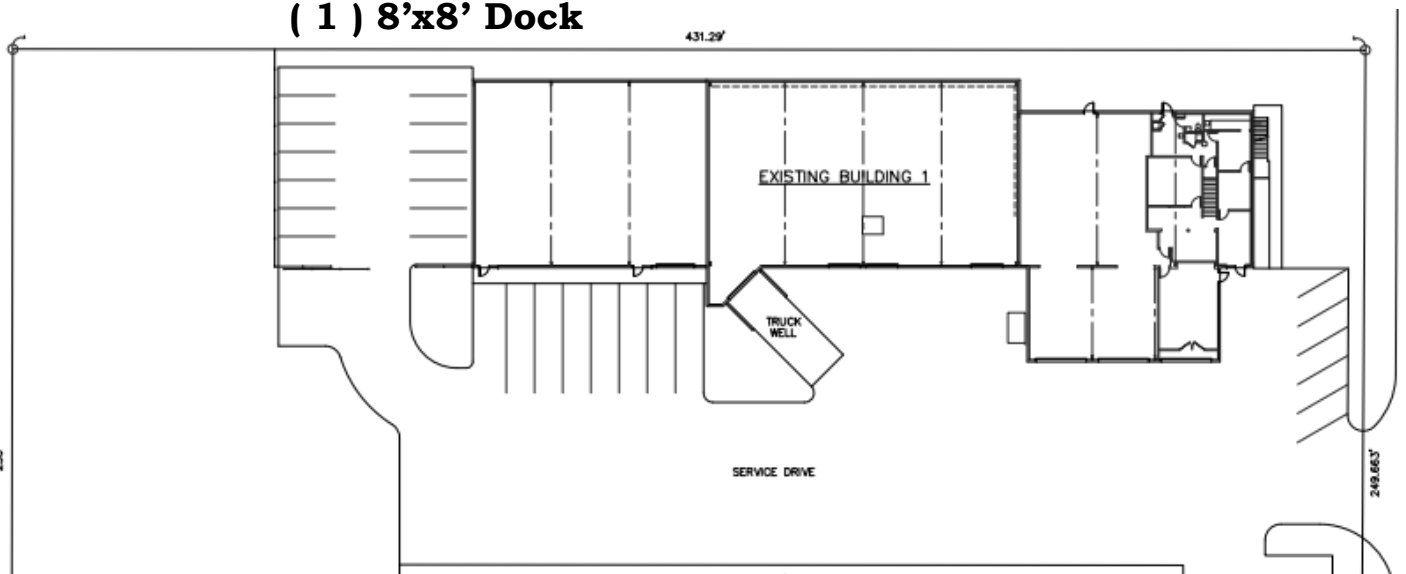 ( 1 ) 8’x8’ Dock
431.29’
EXISTING BUILDING 1
TRUCK
WELL
SERVICE DRIVE
249.663’